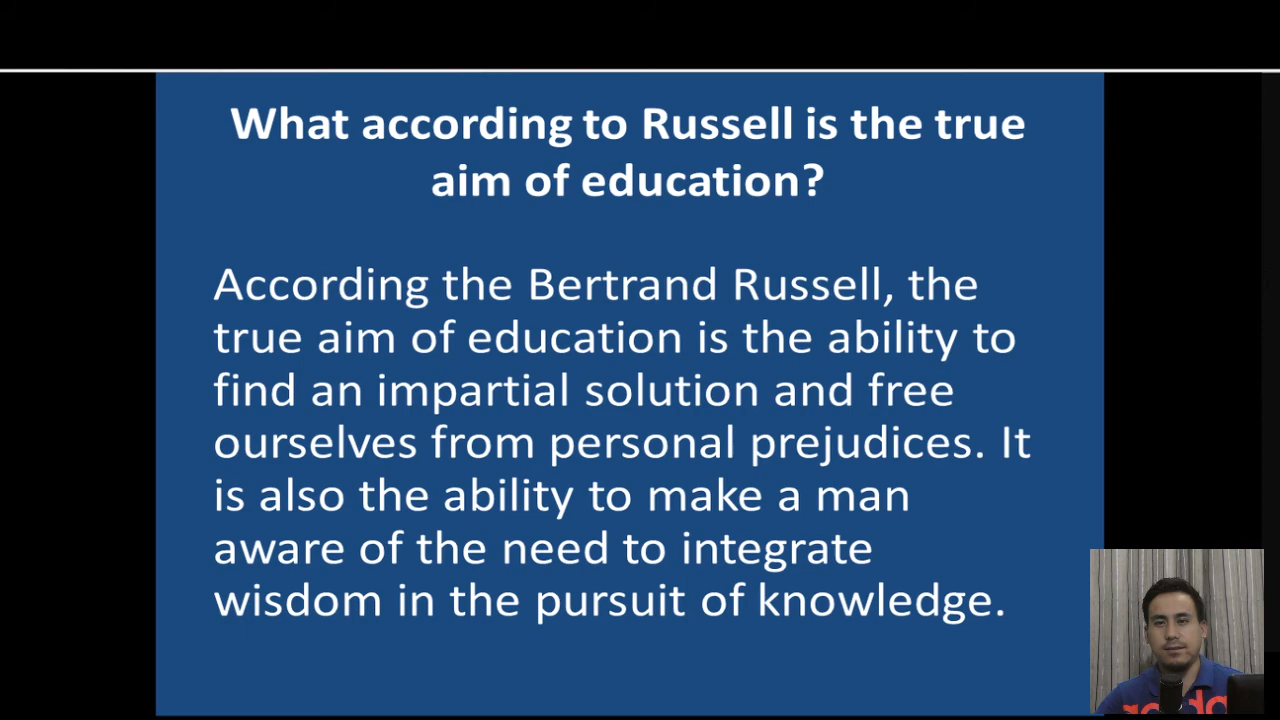 What according to Russell is the true
aim of education?
According the Bertrand Russell, the
true aim of education is the ability to
find an impartial solution and free
ourselves from personal prejudices. It
is also the ability to make a man
aware of the need to integrate
wisdom in the pursuit of knowledge.